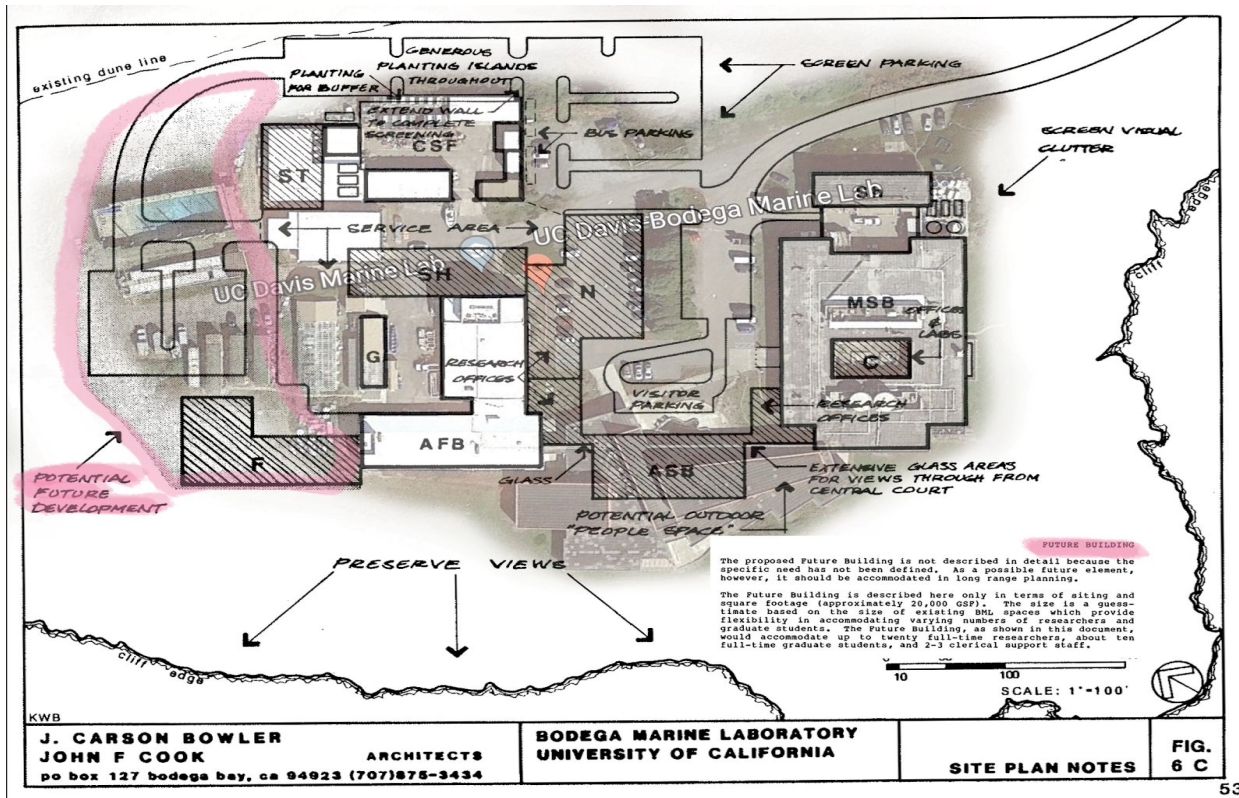 existing dune line
GENEROUS
PLANTING ISLANDS
THROUGHOUT
PLANTING
FOR BUFFER
EXTEND WALL
TO COMPLETE
SCREENING
SCREEN PARKING
SCREEN VISUAL
CLUTTER
BUS PARKING
CSF
ST
SERVICE AREA
UC Davis-Bodega Marine Lab
UC Davis Marine Lab
SH
N
G
MSB
OFFICES
&
LABS
C
RESEARCH
OFFICES
VISITOR
PARKING
RESEARCH
OFFICES
AFB
F
ASB
GLASS
EXTENSIVE GLASS AREAS
FOR VIEWS THROUGH FROM
CENTRAL COURT
POTENTIAL
FUTURE
DEVELOPMENT
POTENTIAL OUTDOOR
"PEOPLE SPACE"
PRESERVE VIEWS
cliff edge
cliff edge
FUTURE BUILDING
The proposed Future Building is not described in detail because the
specific need has not been defined. As a possible future element,
however, it should be accommodated in long range planning.
The Future Building is described here only in terms of siting and
square footage (approximately 20,000 GSF). The size is a guess-
timate based on the size of existing BML spaces which provide
flexibility in accommodating varying numbers of researchers and
graduate students. The Future Building, as shown in this document,
would accommodate up to twenty full-time researchers, about ten
full-time graduate students, and 2-3 clerical support staff.
10 100
SCALE: 1"-100'
KWB
J. CARSON BOWLER
JOHN F COOK ARCHITECTS
po box 127 bodega bay, ca 94923 (707)875-3434
BODEGA MARINE LABORATORY
UNIVERSITY OF CALIFORNIA
SITE PLAN NOTES
FIG.
6 C
53